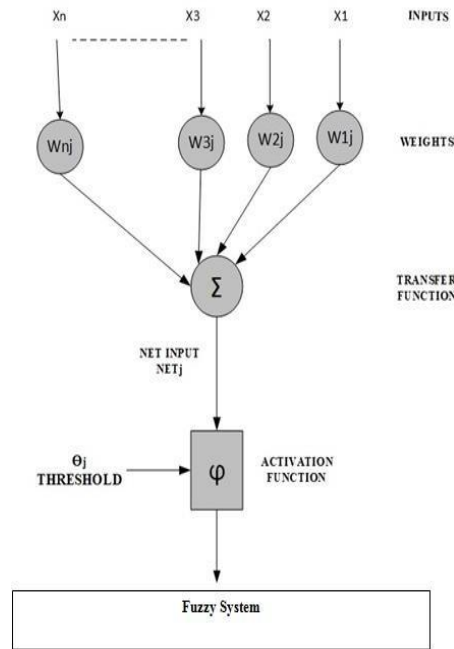 Xn X3 X2 X1 INPUTS
Wnj W3j W2j W1j WEIGHTS
Σ
TRANSFER
FUNCTION
NET INPUT
NETj
θj
THRESHOLD
φ
ACTIVATION
FUNCTION
Fuzzy System